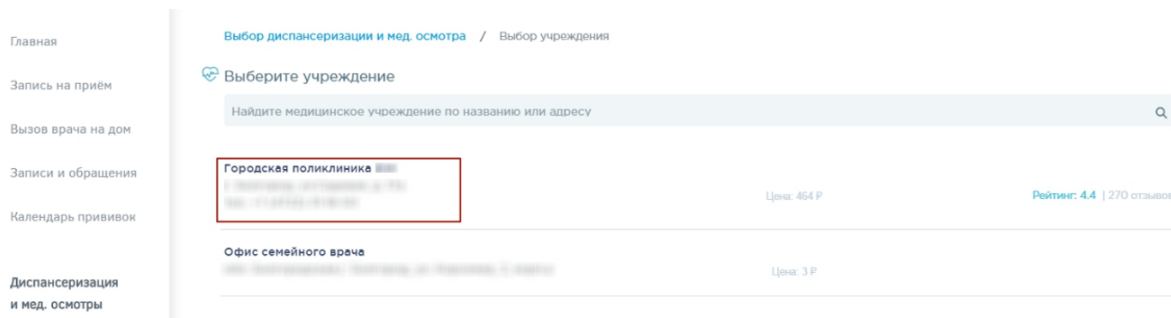 Главная
Запись на приём
Вызов врача на дом
Записи и обращения
Календарь прививок
Диспансеризация
и мед. осмотры
Выбор диспансеризации и мед. осмотра / Выбор учреждения
Выберите учреждение
Найдите медицинское учреждение по названию или адресу
Городская поликлиника
Цена: 464 ₽
Рейтинг: 4.4 | 270 отзывов
Офис семейного врача
Цена: 3 ₽